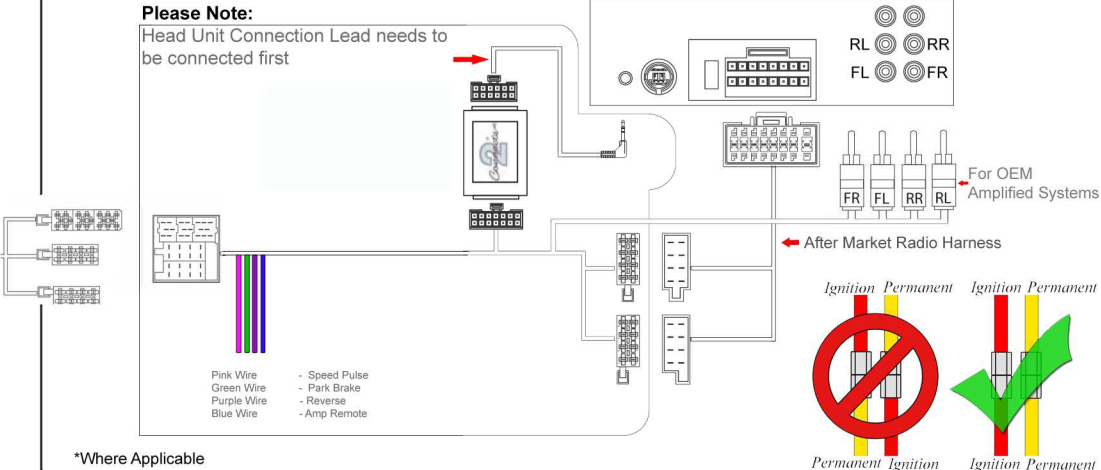 Please Note:
Head Unit Connection Lead needs to
be connected first
RL RR
FL FR
2
FR FL RR RL
For OEM
Amplified Systems
After Market Radio Harness
Ignition Permanent Ignition Permanent
Pink Wire - Speed Pulse
Green Wire - Park Brake
Purple Wire - Reverse
Blue Wire - Amp Remote
Permanent Ignition Ignition Permanent
*Where Applicable